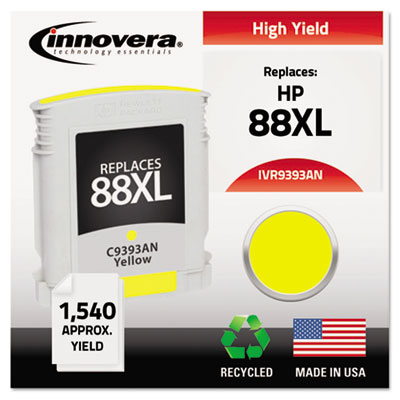 innovera®
technology essentials
High Yield
Replaces:
HP
88XL
IVR9393AN
REPLACES
88XL
C9393AN
Yellow
1,540
APPROX.
YIELD
RECYCLED
MADE IN USA